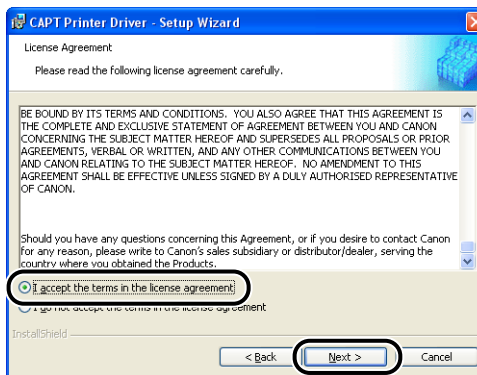 CAPT Printer Driver - Setup Wizard
License Agreement
Please read the following license agreement carefully.
BE BOUND BY ITS TERMS AND CONDITIONS. YOU ALSO AGREE THAT THIS AGREEMENT IS
THE COMPLETE AND EXCLUSIVE STATEMENT OF AGREEMENT BETWEEN YOU AND CANON
CONCERNING THE SUBJECT MATTER HEREOF AND SUPERSEDES ALL PROPOSALS OR PRIOR
AGREEMENTS, VERBAL OR WRITTEN, AND ANY OTHER COMMUNICATIONS BETWEEN YOU
AND CANON RELATING TO THE SUBJECT MATTER HEREOF. NO AMENDMENT TO THIS
AGREEMENT SHALL BE EFFECTIVE UNLESS SIGNED BY A DULY AUTHORISED REPRESENTATIVE
OF CANON.
Should you have any questions concerning this Agreement, or if you desire to contact Canon
for any reason, please write to Canon's sales subsidiary or distributor/dealer, serving the
country where you obtained the Products.
I accept the terms in the license agreement
I do not accept the terms in the license agreement
InstallShield
< Back
Next >
Cancel